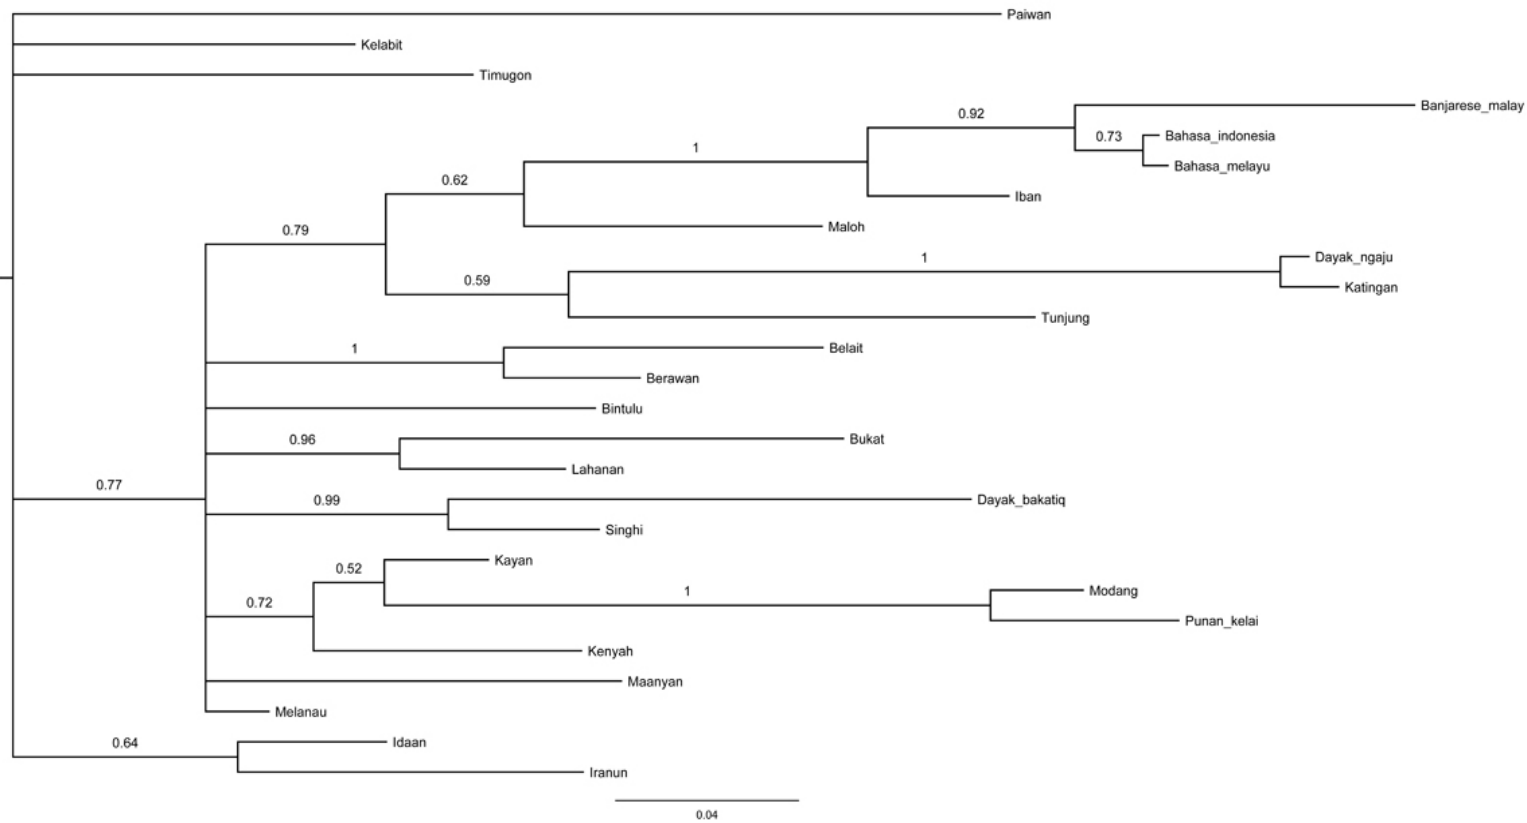 Paiwan
Kelabit
Timugon
Banjarese_malay
0.92
Bahasa_indonesia
0.73
1
Bahasa_melayu
0.62
Iban
Maloh
0.79
Dayak_ngaju
1
0.59
Katingan
Tunjung
1
Belait
Berawan
Bintulu
0.96
Bukat
Lahanan
0.77
0.99
Dayak_bakatiq
Singhi
Kayan
0.52
1
Modang
0.72
Punan_kelai
Kenyah
Maanyan
Melanau
0.64
Idaan
Iranun
0.04